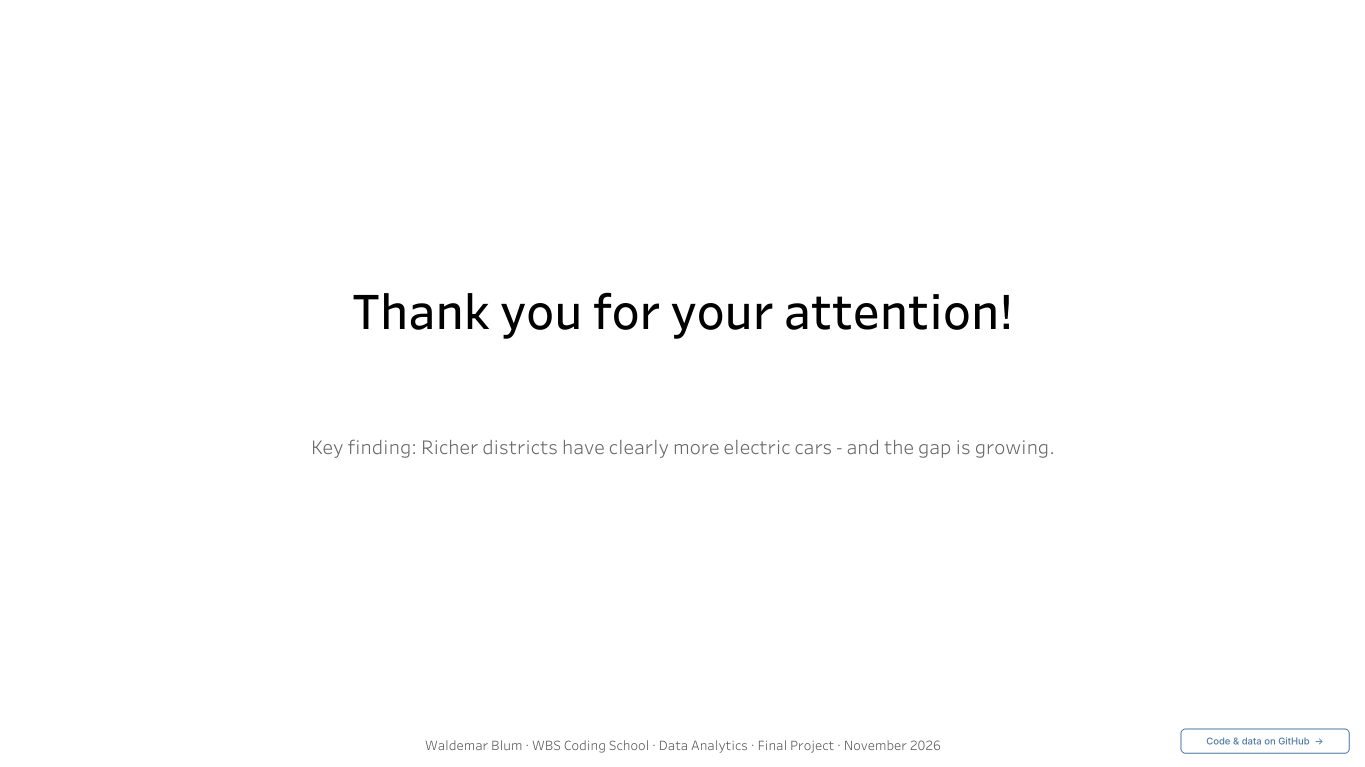 Thank you for your attention!
Key finding: Richer districts have clearly more electric cars - and the gap is growing.
Waldemar Blum · WBS Coding School · Data Analytics · Final Project · November 2026
Code & data on GitHub →